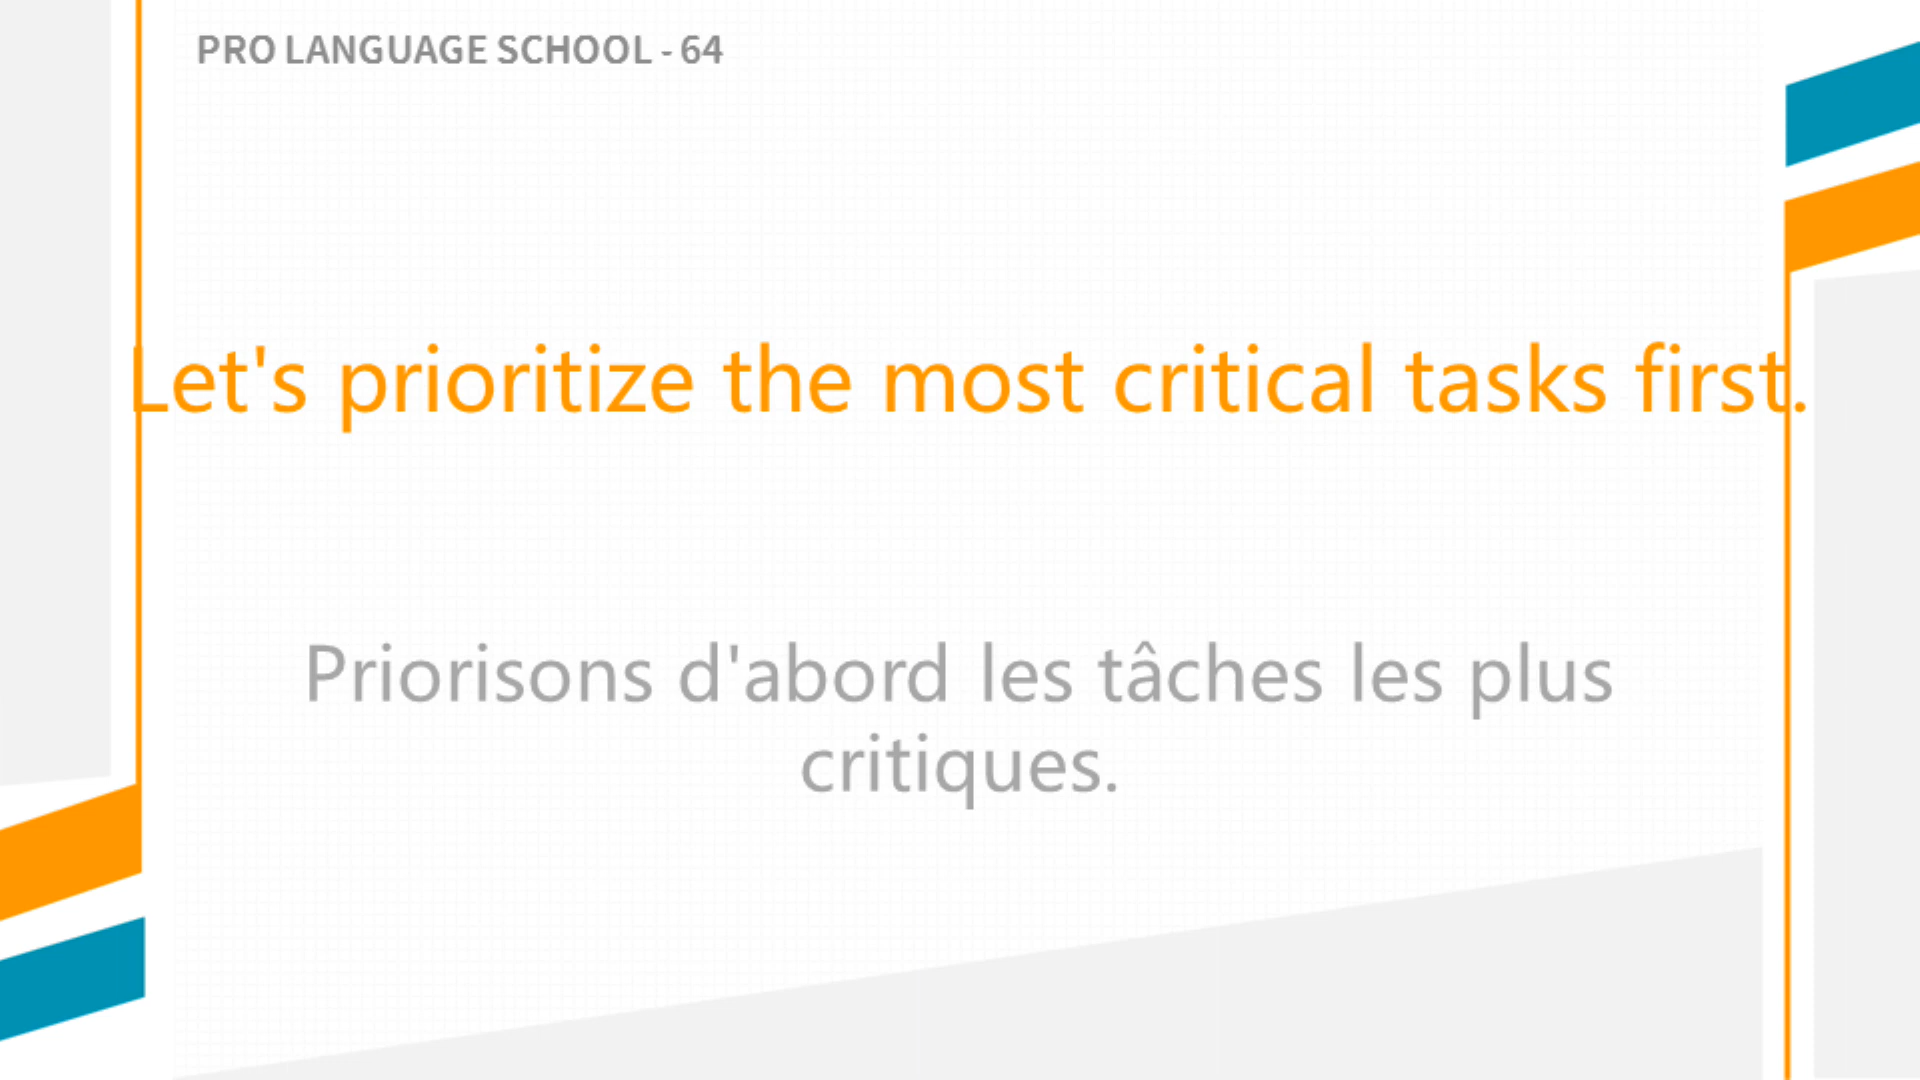 PRO LANGUAGE SCHOOL - 64
Let's prioritize the most critical tasks first.
Priorisons d'abord les tâches les plus
critiques.